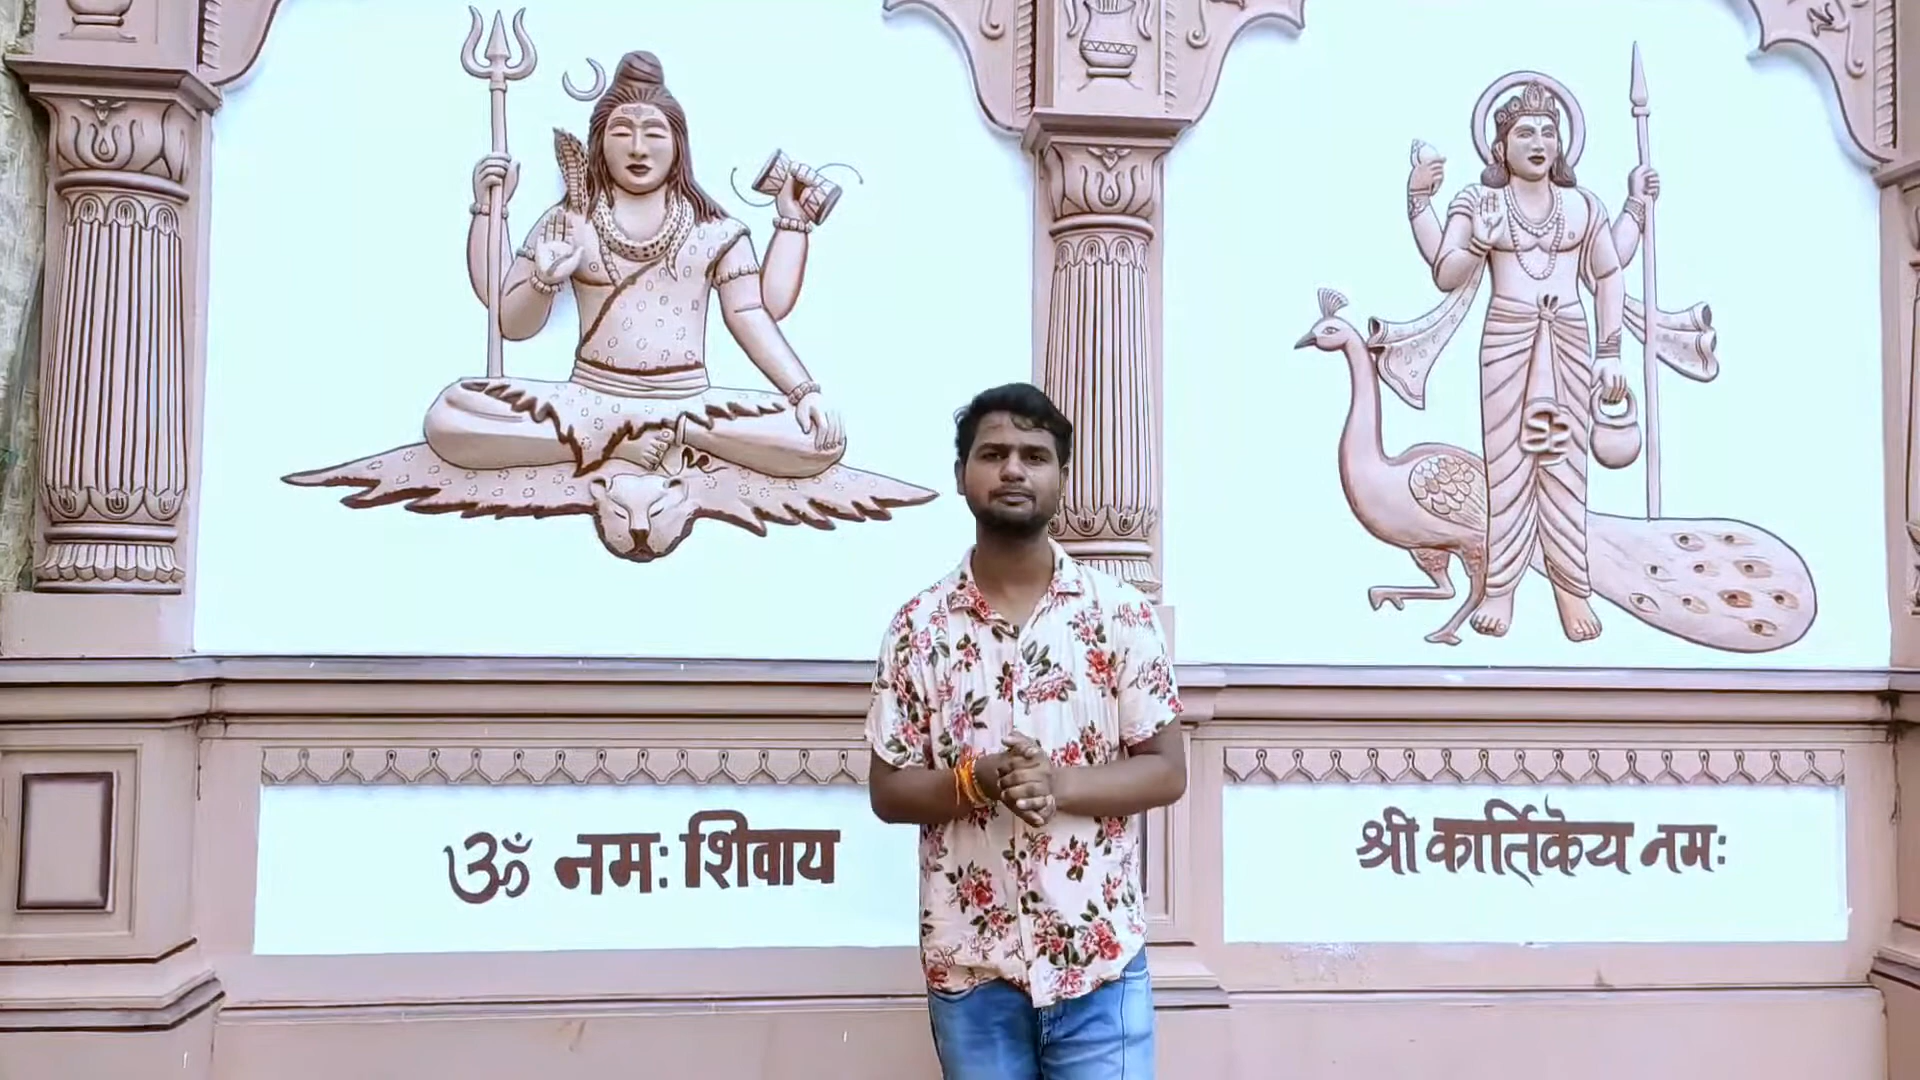 ॐ नमः शिवाय
श्री कार्तिकेय नमः